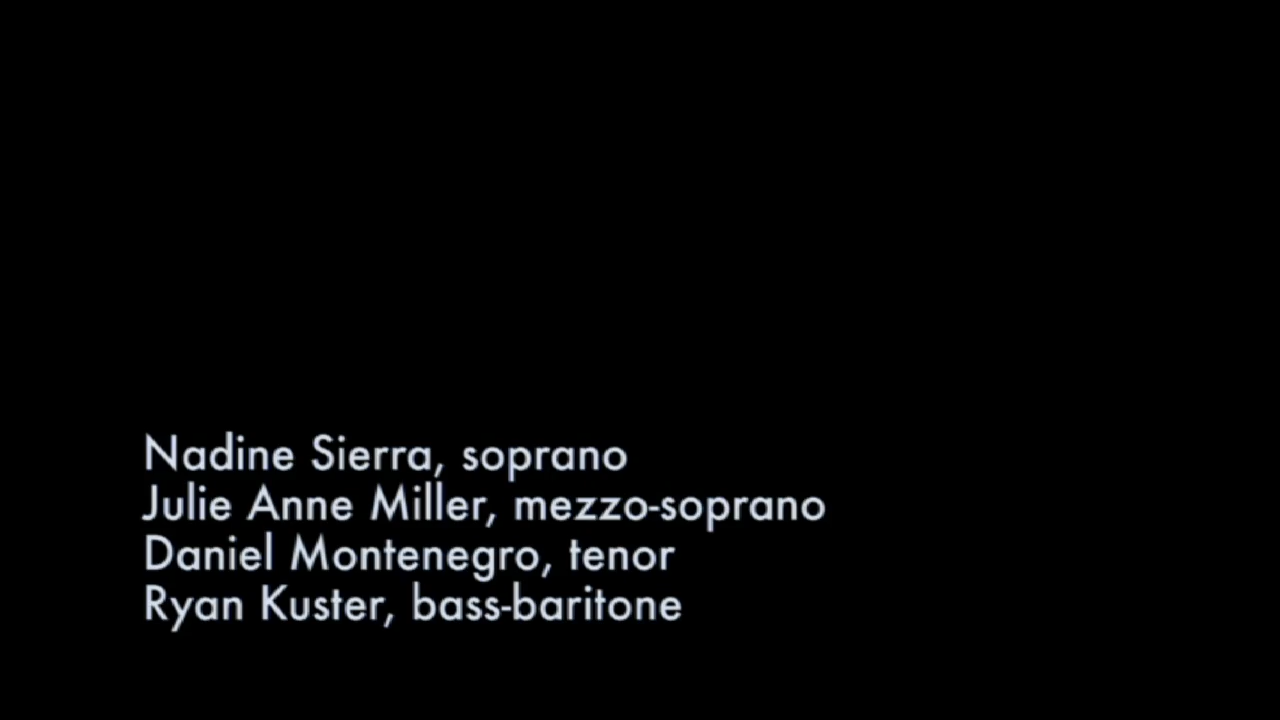 Nadine Sierra, soprano
Julie Anne Miller, mezzo-soprano
Daniel Montenegro, tenor
Ryan Kuster, bass-baritone